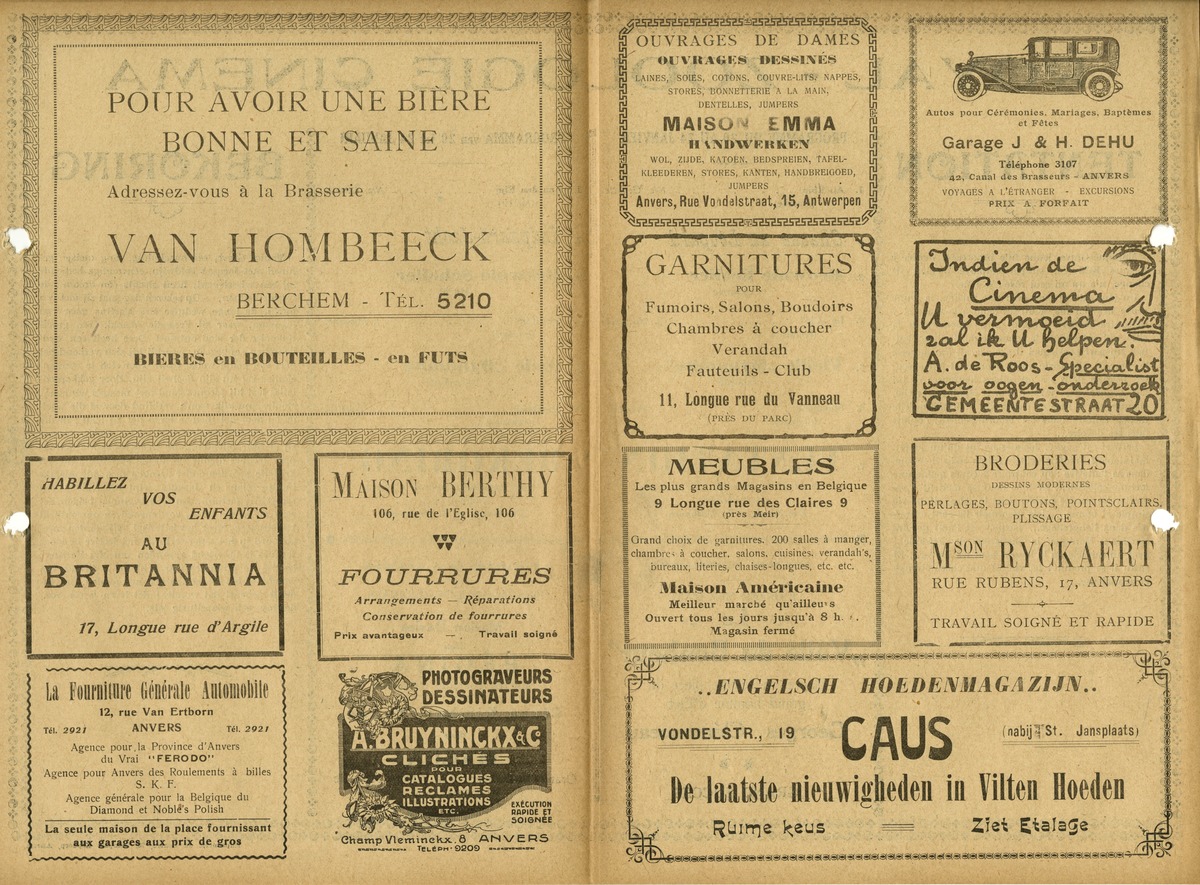 POUR AVOIR UNE BIÈRE
BONNE ET SAINE
Adressez-vous à la Brasserie
VAN HOMBEECK
BERCHEM - TÉL. 5210
BIERES en BOUTEILLES - en FUTS
HABILLEZ
VOS
ENFANTS
AU
BRITANNIA
17, Longue rue d'Argile
MAISON BERTHY
106, rue de l'Eglise, 106
FOURRURES
Arrangements — Réparations
Conservation de fourrures
Prix avantageux — Travail soigné
La Fourniture Générale Automobile
12, rue Van Ertborn
Tél. 2921 ANVERS Tél. 2921
Agence pour la Province d'Anvers
du Vrai "FERODO"
Agence pour Anvers des Roulements à billes
S. K. F.
Agence générale pour la Belgique du
Diamond et Noble's Polish
La seule maison de la place fournissant
aux garages aux prix de gros
PHOTOGRAVEURS
DESSINATEURS
A. BRUYNINCKX & Co
CLICHÉS
POUR
CATALOGUES
RECLAMES
ILLUSTRATIONS
ETC.
EXÉCUTION
RAPIDE ET
SOIGNÉE
Champ Vleminckx. 8 ANVERS
TÉLÉPH. 9209
OUVRAGES DE DAMES
OUVRAGES DESSINES
LAINES, SOIES, COTONS, COUVRE-LITS, NAPPES,
STORES, BONNETTERIE A LA MAIN,
DENTELLES, JUMPERS
MAISON EMMA
HANDWERKEN
WOL, ZIJDE, KATOEN, BEDSPREIEN, TAFEL-
KLEEDEREN, STORES, KANTEN, HANDBREIGOED,
JUMPERS
Anvers, Rue Vondelstraat, 15, Antwerpen
Autos pour Cérémonies, Mariages, Baptêmes
et Fêtes
Garage J & H. DEHU
Téléphone 3107
42, Canal des Brasseurs - ANVERS
VOYAGES A L'ÉTRANGER - EXCURSIONS
PRIX A FORFAIT
GARNITURES
POUR
Fumoirs, Salons, Boudoirs
Chambres à coucher
Verandah
Fauteuils - Club
11, Longue rue du Vanneau
(PRÈS DU PARC)
Indien de
Cinema
U vermoeid
zal ik U helpen.
A. de Roos - Specialist
voor oogen-onderzoek
GEMEENTESTRAAT 20
MEUBLES
Les plus grands Magasins en Belgique
9 Longue rue des Claires 9
(près Meir)
Grand choix de garnitures. 200 salles à manger,
chambres à coucher, salons, cuisines, verandah's,
bureaux, literies, chaises-longues, etc. etc.
Maison Américaine
Meilleur marché qu'ailleurs
Ouvert tous les jours jusqu'à 8 h.
Magasin fermé
BRODERIES
DESSINS MODERNES
PERLAGES, BOUTONS, POINTSCLAIRS,
PLISSAGE
MSON RYCKAERT
RUE RUBENS, 17, ANVERS
TRAVAIL SOIGNÉ ET RAPIDE
..ENGELSCH HOEDENMAGAZIJN..
VONDELSTR., 19 CAUS (nabij St. Jansplaats)
De laatste nieuwigheden in Vilten Hoeden
Ruime keus Ziet Etalage